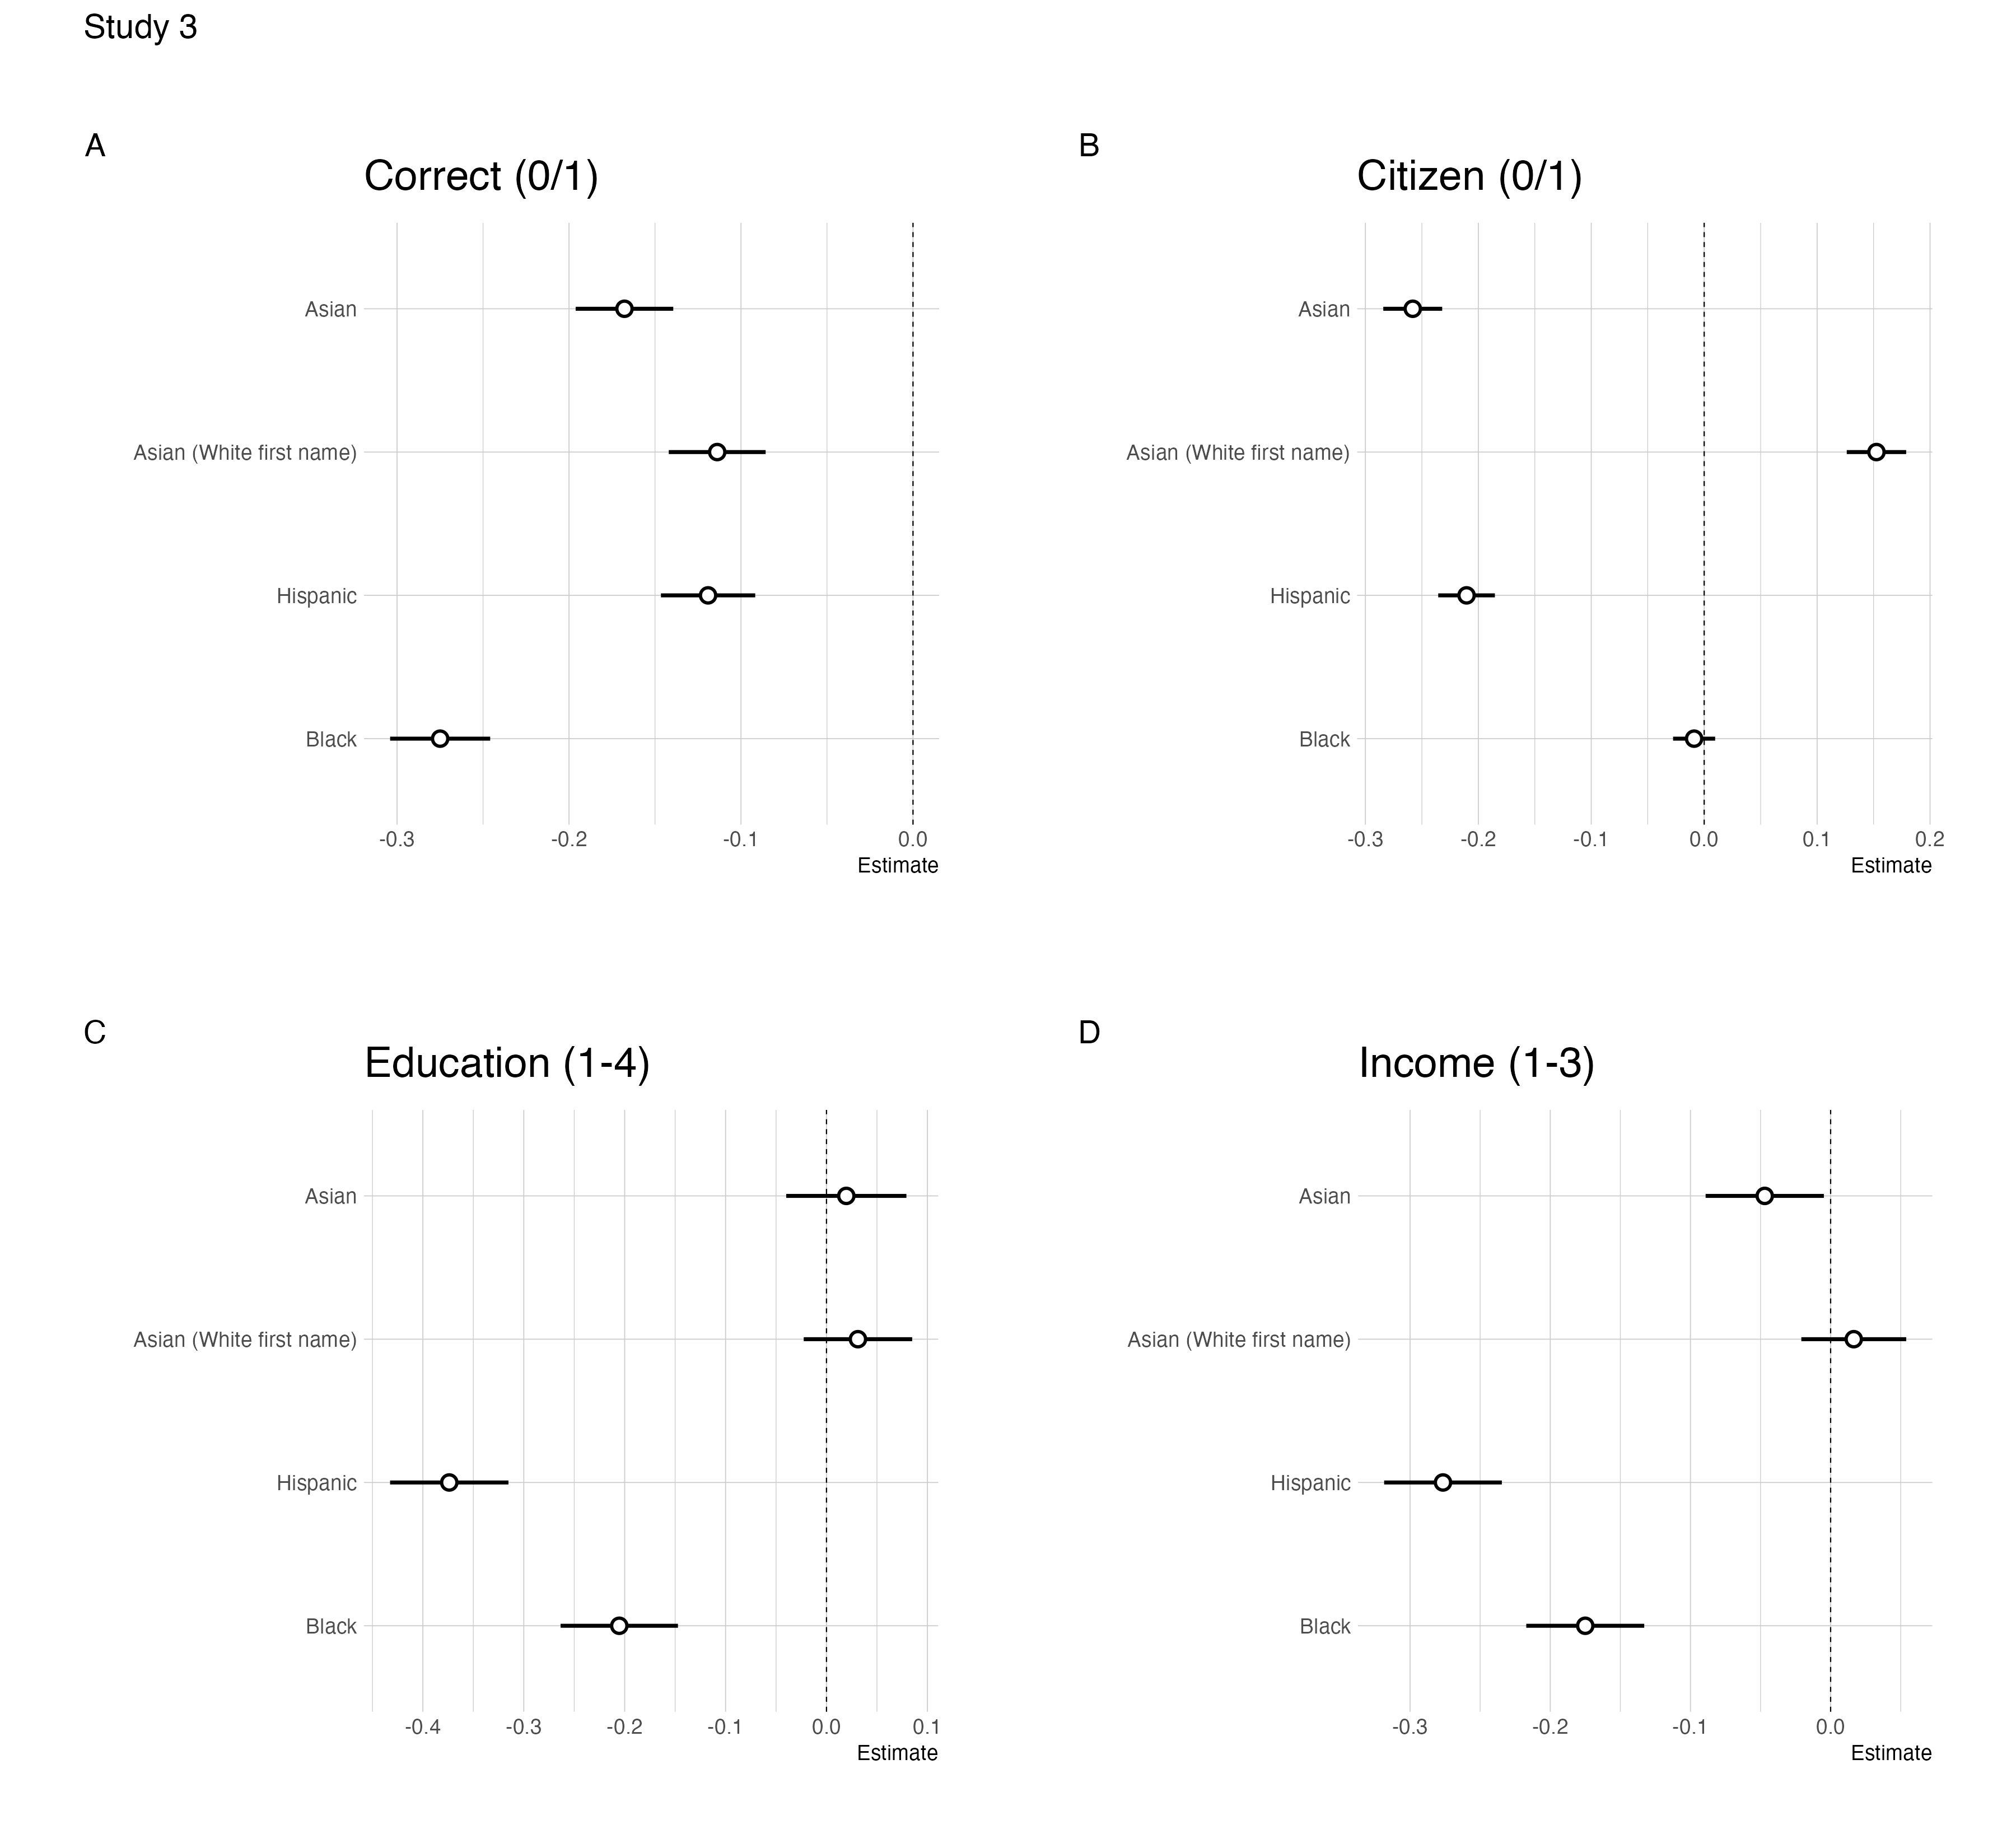 Study 3
A
Correct (0/1)
Asian
Asian (White first name)
Hispanic
Black
-0.3 -0.2 -0.1 0.0
Estimate
B
Citizen (0/1)
Asian
Asian (White first name)
Hispanic
Black
-0.3 -0.2 -0.1 0.0 0.1 0.2
Estimate
C
Education (1-4)
Asian
Asian (White first name)
Hispanic
Black
-0.4 -0.3 -0.2 -0.1 0.0 0.1
Estimate
D
Income (1-3)
Asian
Asian (White first name)
Hispanic
Black
-0.3 -0.2 -0.1 0.0
Estimate